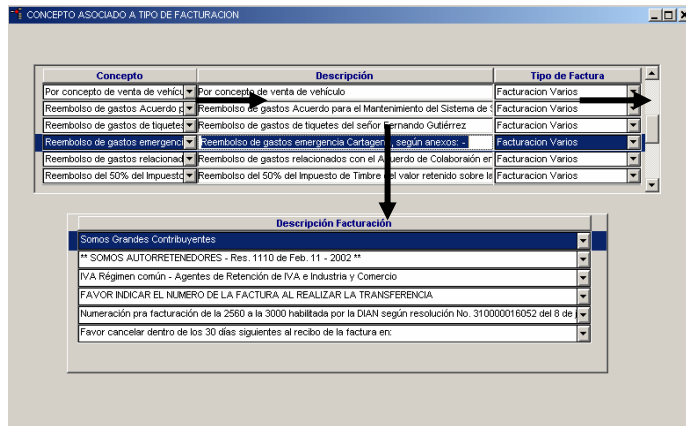 CONCEPTO ASOCIADO A TIPO DE FACTURACION
Concepto Descripción Tipo de Factura
Por concepto de venta de vehícu Por concepto de venta de vehículo Facturacion Varios
Reembolso de gastos Acuerdo p Reembolso de gastos Acuerdo para el Mantenimiento del Sistema de Facturacion Varios
Reembolso de gastos de tiquetes Reembolso de gastos de tiquetes del señor Fernando Gutiérrez Facturacion Varios
Reembolso de gastos emergenci Reembolso de gastos emergencia Cartagena, según anexos: - Facturacion Varios
Reembolso de gastos relacionad Reembolso de gastos relacionados con el Acuerdo de Colaboraión en Facturacion Varios
Reembolso del 50% del Impuesto Reembolso del 50% del Impuesto de Timbre del valor retenido sobre la Facturacion Varios
Descripción Facturación
Somos Grandes Contribuyentes
** SOMOS AUTORRETENEDORES - Res. 1110 de Feb. 11 - 2002 **
IVA Régimen común - Agentes de Retención de IVA e Industria y Comercio
FAVOR INDICAR EL NUMERO DE LA FACTURA AL REALIZAR LA TRANSFERENCIA
Numeración pra facturación de la 2560 a la 3000 habilitada por la DIAN según resolución No. 310000016052 del 8 de j
Favor cancelar dentro de los 30 días siguientes al recibo de la factura en: